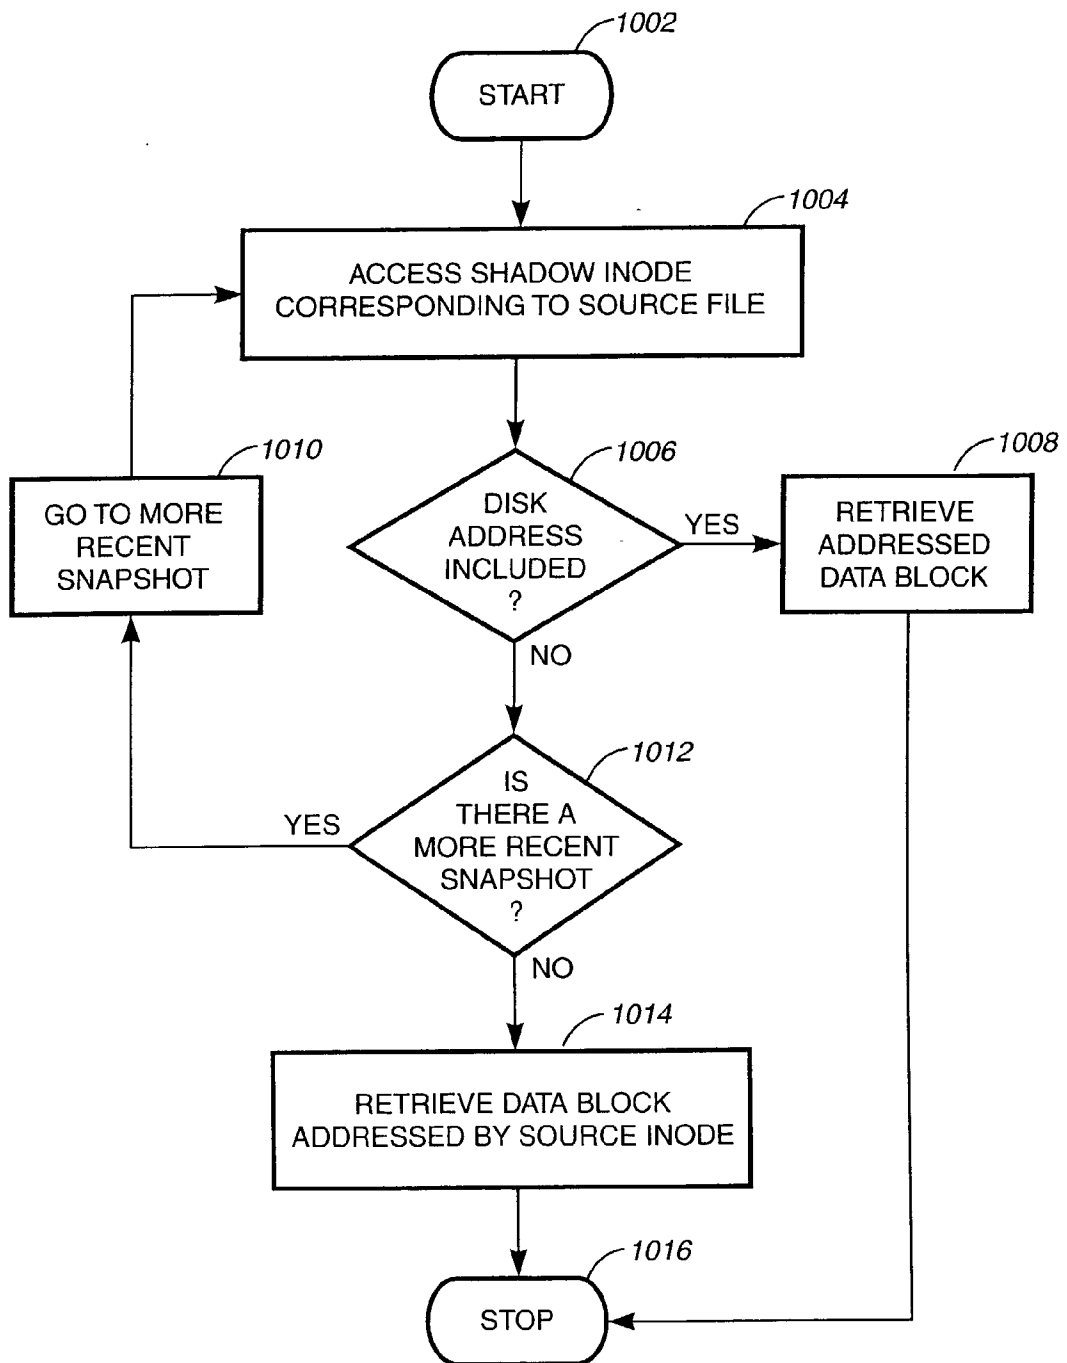 1002
START
1004
ACCESS SHADOW INODE
CORRESPONDING TO SOURCE FILE
1010
GO TO MORE
RECENT
SNAPSHOT
1006
DISK
ADDRESS
INCLUDED
?
YES
1008
RETRIEVE
ADDRESSED
DATA BLOCK
NO
1012
IS
THERE A
MORE RECENT
SNAPSHOT
?
YES
NO
1014
RETRIEVE DATA BLOCK
ADDRESSED BY SOURCE INODE
1016
STOP